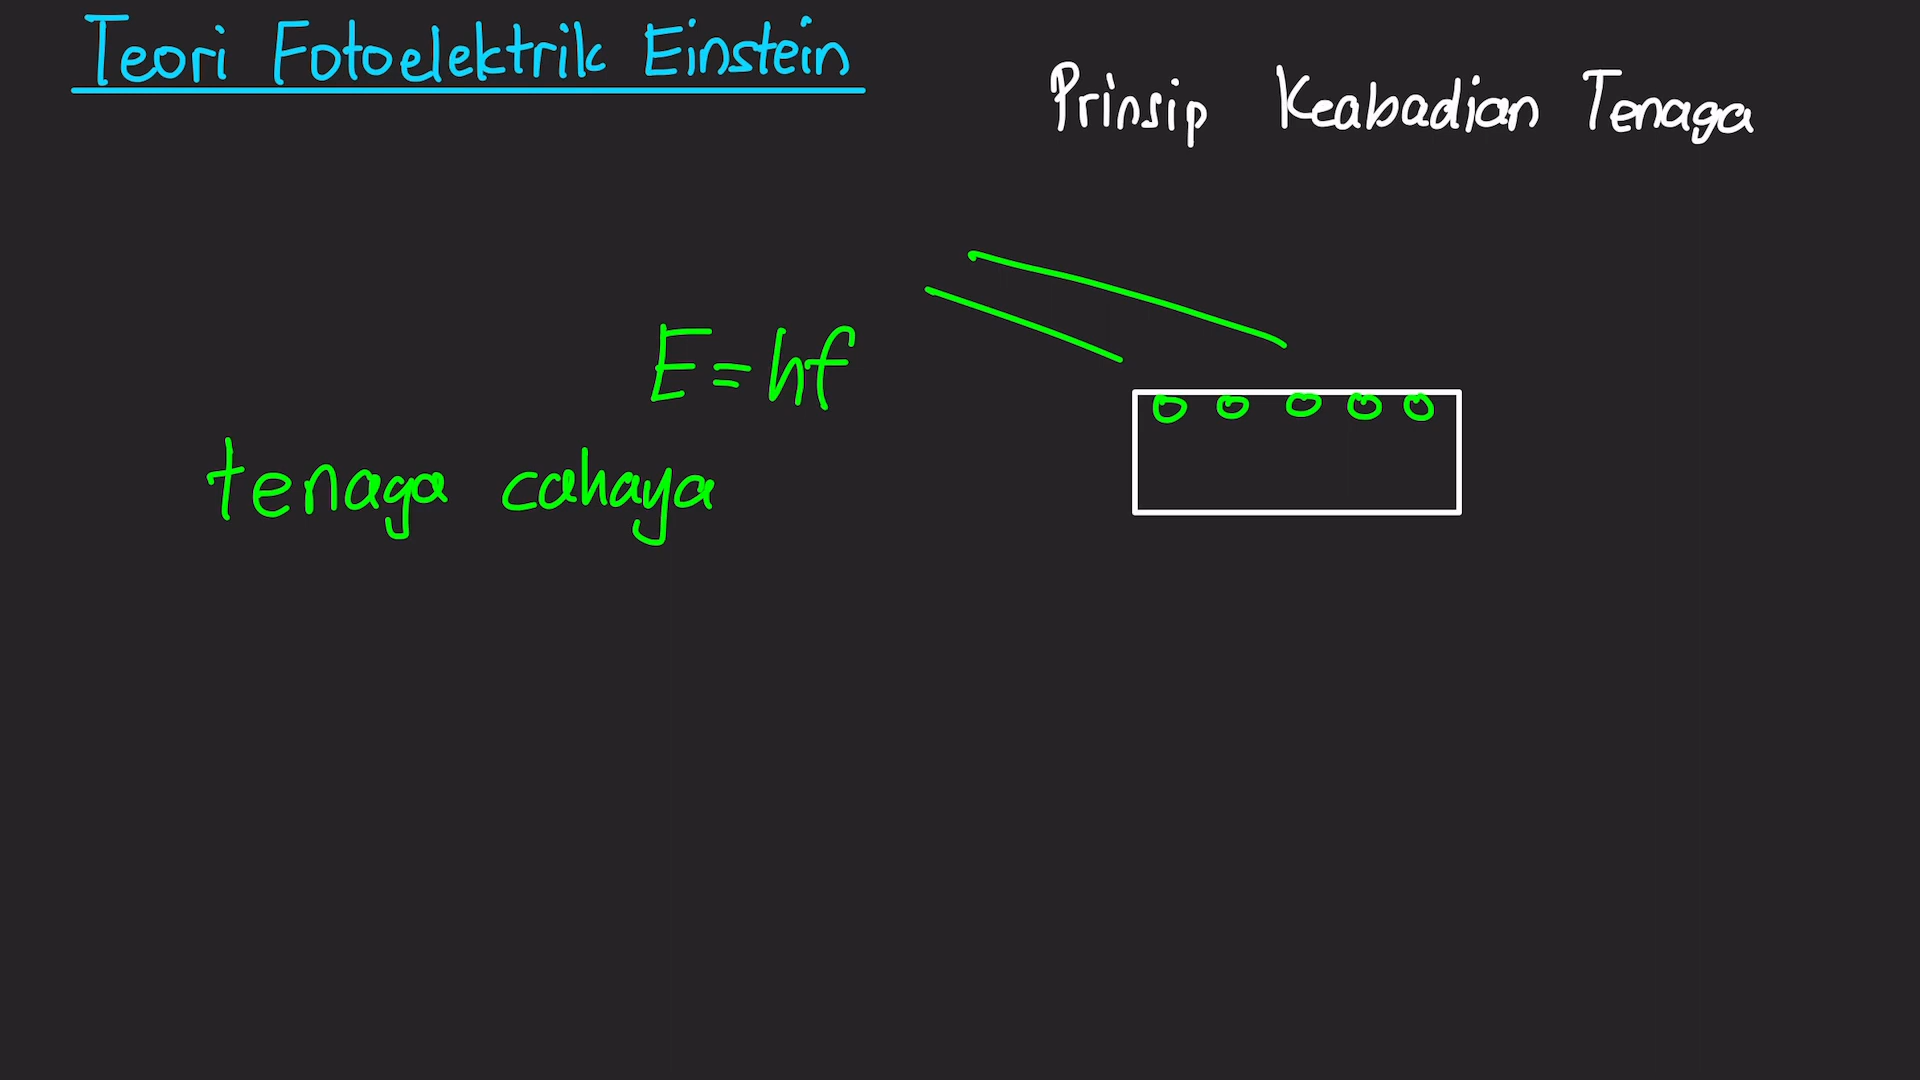 Teori Fotoelektrik Einstein
Prinsip Keabadian Tenaga
E = hf
tenaga cahaya